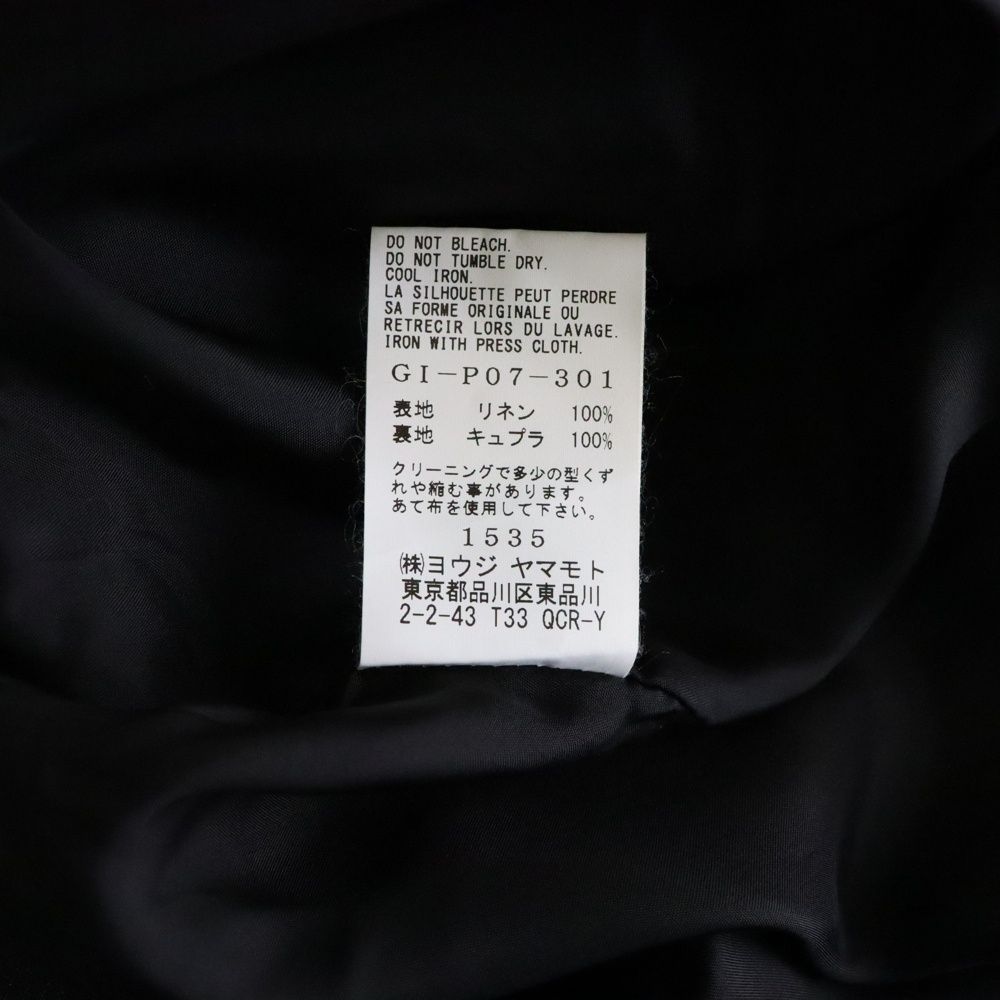 DO NOT BLEACH.
DO NOT TUMBLE DRY.
COOL IRON.
LA SILHOUETTE PEUT PERDRE
SA FORME ORIGINALE OU
RETRECIR LORS DU LAVAGE.
IRON WITH PRESS CLOTH.
GI-P07-301
表地 リネン 100%
裏地 キュプラ 100%
クリーニングで多少の型くず
れや縮む事があります。
あて布を使用して下さい。
1535
㈱ヨウジ ヤマモト
東京都品川区東品川
2-2-43 T33 QCR-Y